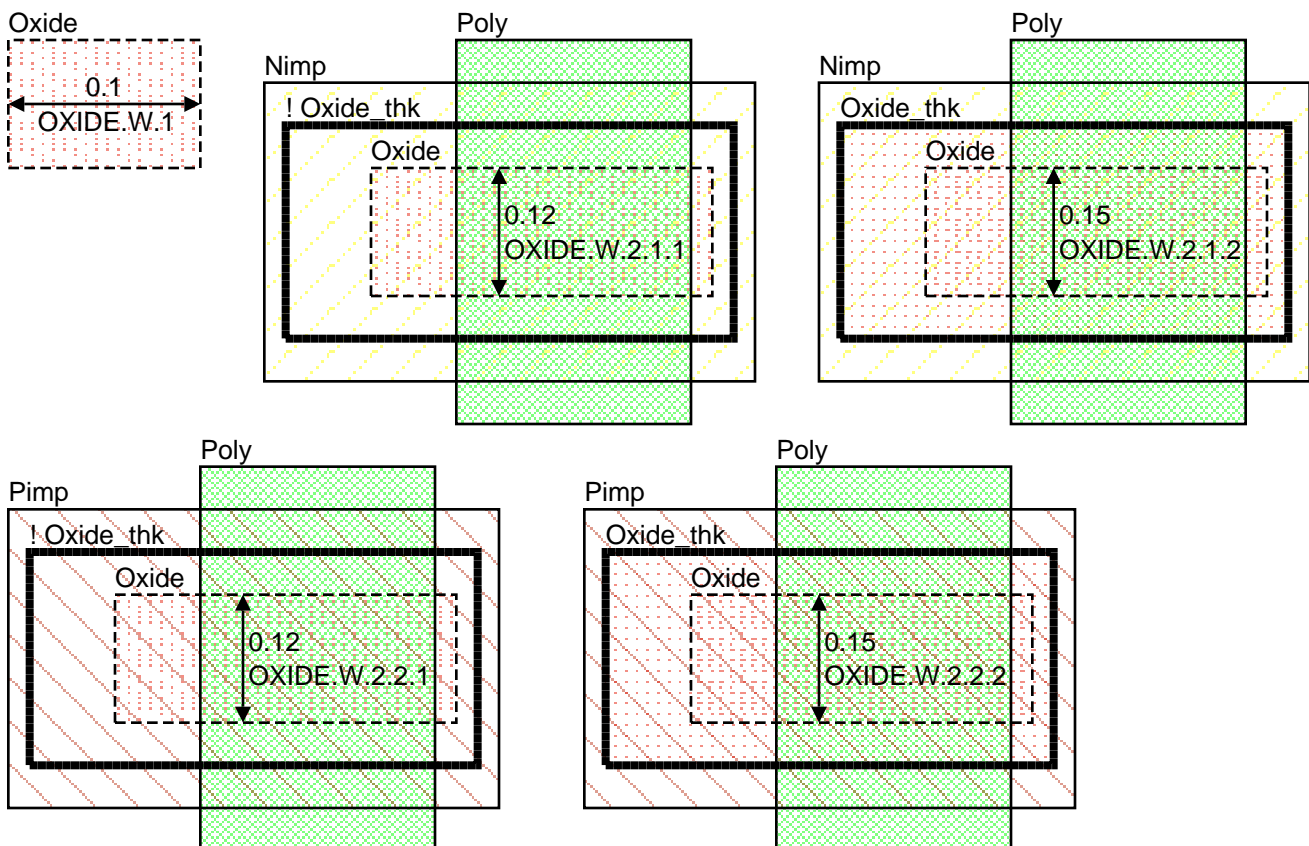 Oxide
0.1
OXIDE.W.1
Poly
Nimp
! Oxide_thk
Oxide
0.12
OXIDE.W.2.1.1
Poly
Nimp
Oxide_thk
Oxide
0.15
OXIDE.W.2.1.2
Poly
Pimp
! Oxide_thk
Oxide
0.12
OXIDE.W.2.2.1
Poly
Pimp
Oxide_thk
Oxide
0.15
OXIDE.W.2.2.2